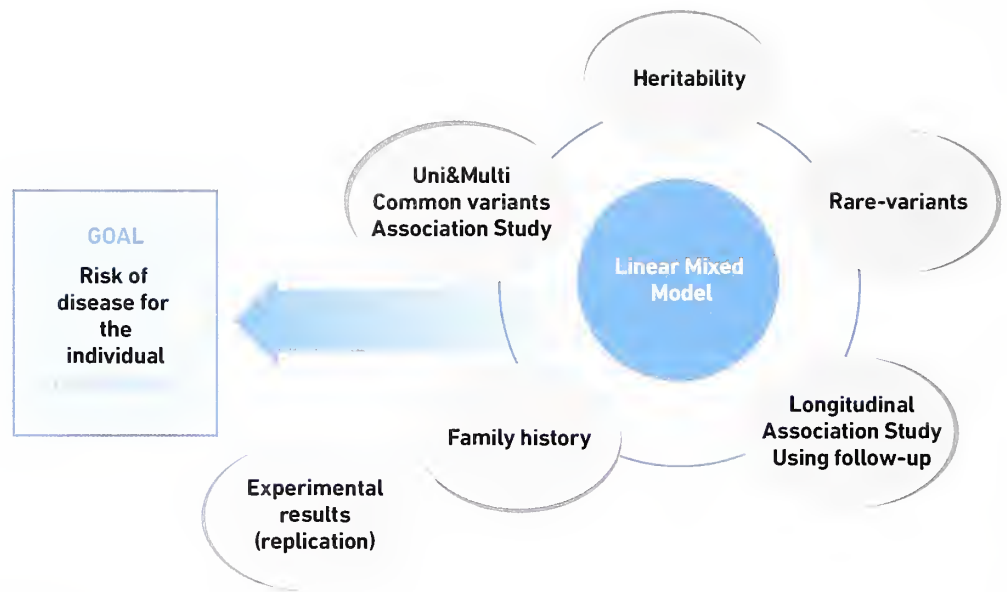 Heritability
Uni&Multi
Common variants
Association Study
Rare-variants
GOAL
Risk of
disease for
the
individual
Linear Mixed
Model
Longitudinal
Association Study
Using follow-up
Family history
Experimental
results
(replication)